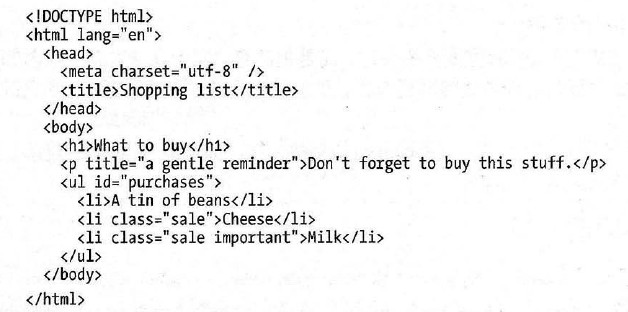 <!DOCTYPE html>
<html lang="en">
  <head>
    <meta charset="utf-8" />
    <title>Shopping list</title>
  </head>
  <body>
    <h1>What to buy</h1>
    <p title="a gentle reminder">Don't forget to buy this stuff.</p>
    <ul id="purchases">
      <li>A tin of beans</li>
      <li class="sale">Cheese</li>
      <li class="sale important">Milk</li>
    </ul>
  </body>
</html>